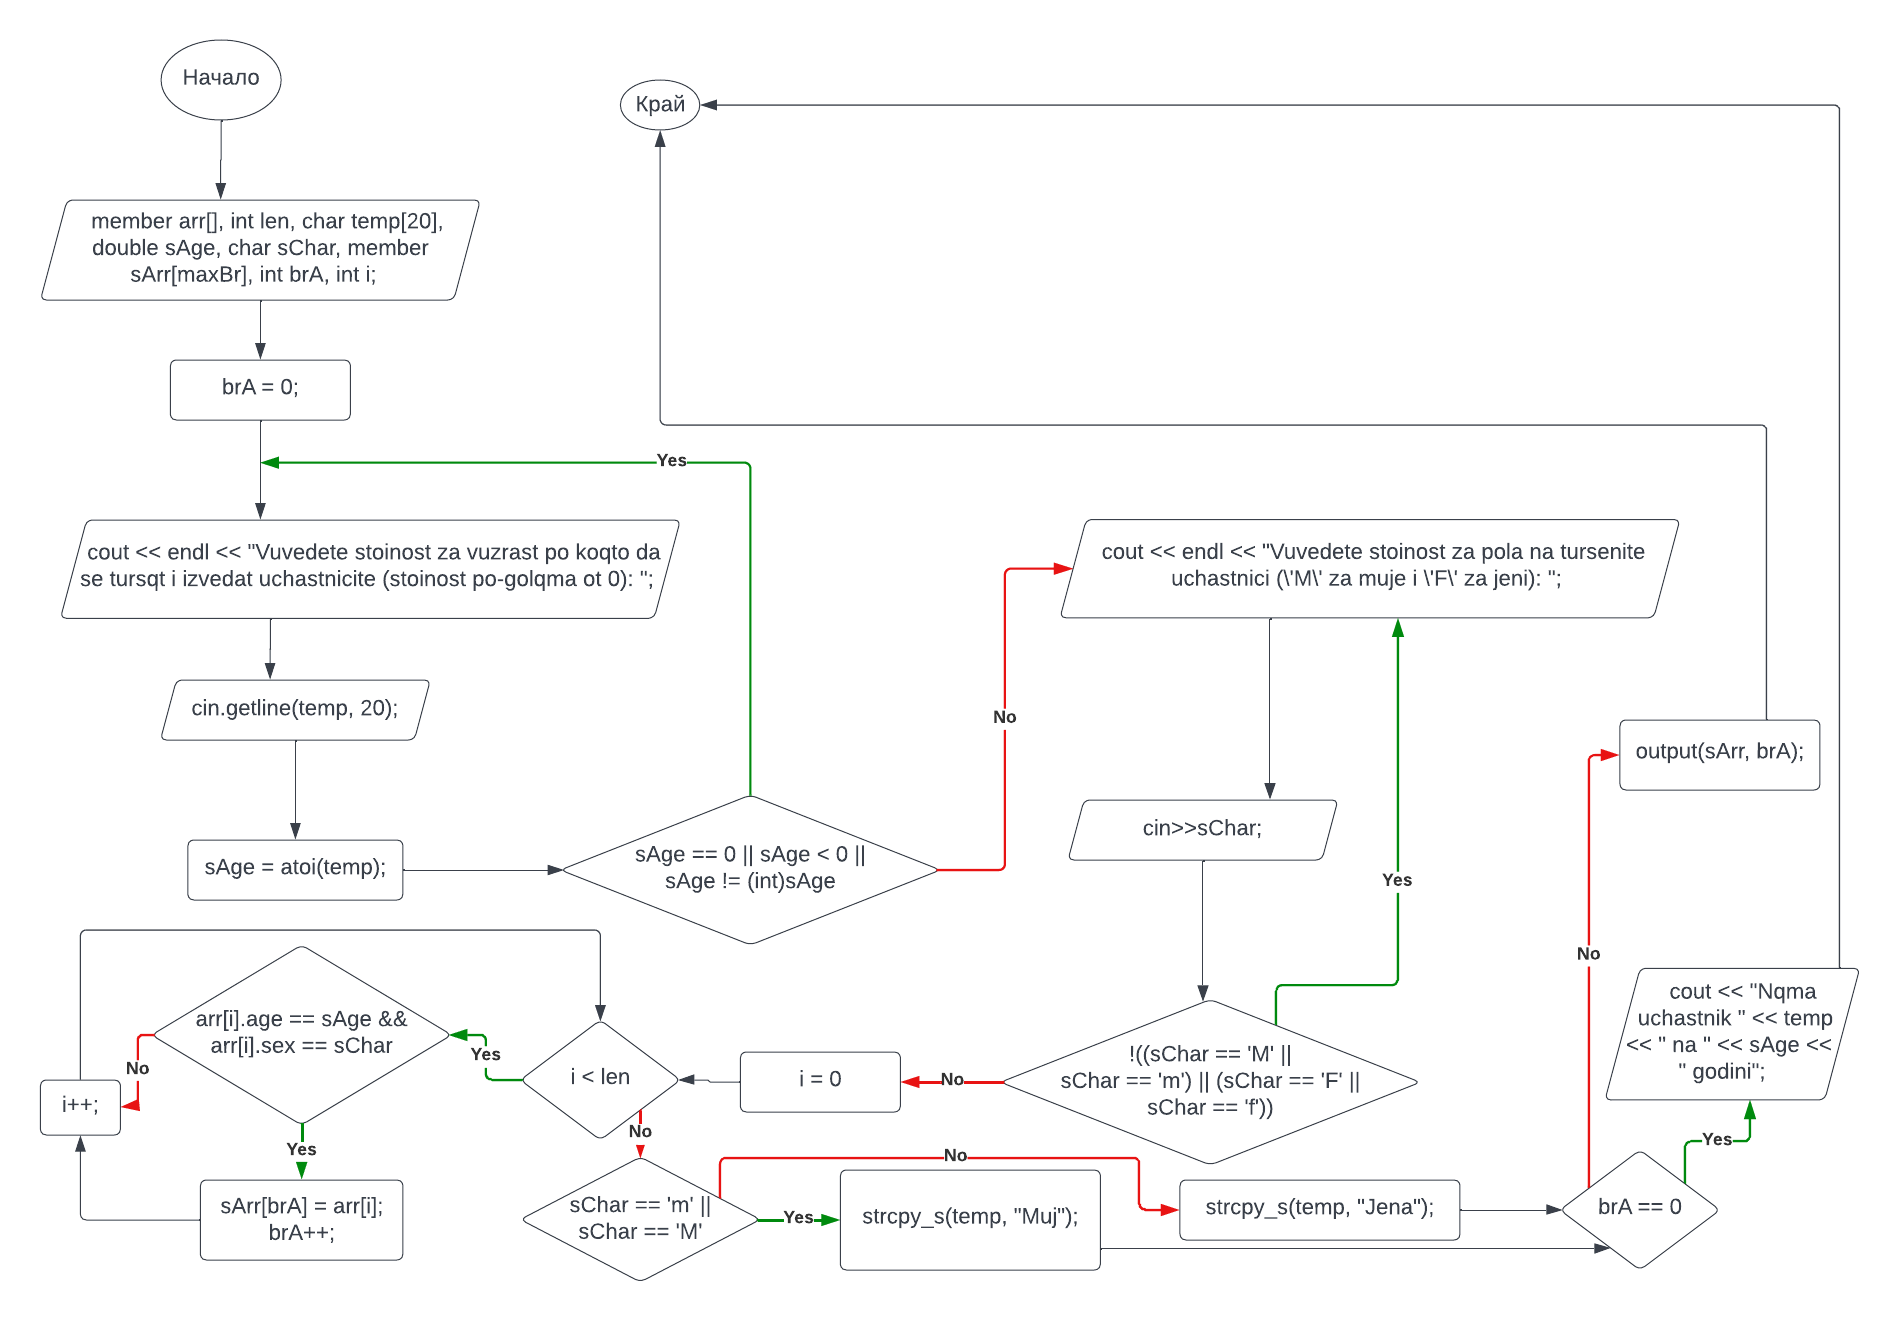 Начало
Край
member arr[], int len, char temp[20],
double sAge, char sChar, member
sArr[maxBr], int brA, int i;
brA = 0;
Yes
cout << endl << "Vuvedete stoinost za vuzrast po koqto da
se tursqt i izvedat uchastnicite (stoinost po-golqma ot 0): ";
cin.getline(temp, 20);
sAge = atoi(temp);
sAge == 0 || sAge < 0 ||
sAge != (int)sAge
No
cout << endl << "Vuvedete stoinost za pola na tursenite
uchastnici (\'M\' za muje i \'F\' za jeni): ";
cin>>sChar;
Yes
!((sChar == 'M' ||
sChar == 'm') || (sChar == 'F' ||
sChar == 'f'))
No
i = 0
i < len
Yes
arr[i].age == sAge &&
arr[i].sex == sChar
No
i++;
Yes
sArr[brA] = arr[i];
brA++;
No
sChar == 'm' ||
sChar == 'M'
Yes
strcpy_s(temp, "Muj");
No
strcpy_s(temp, "Jena");
brA == 0
No
output(sArr, brA);
Yes
cout << "Nqma
uchastnik " << temp
<< " na " << sAge <<
" godini";